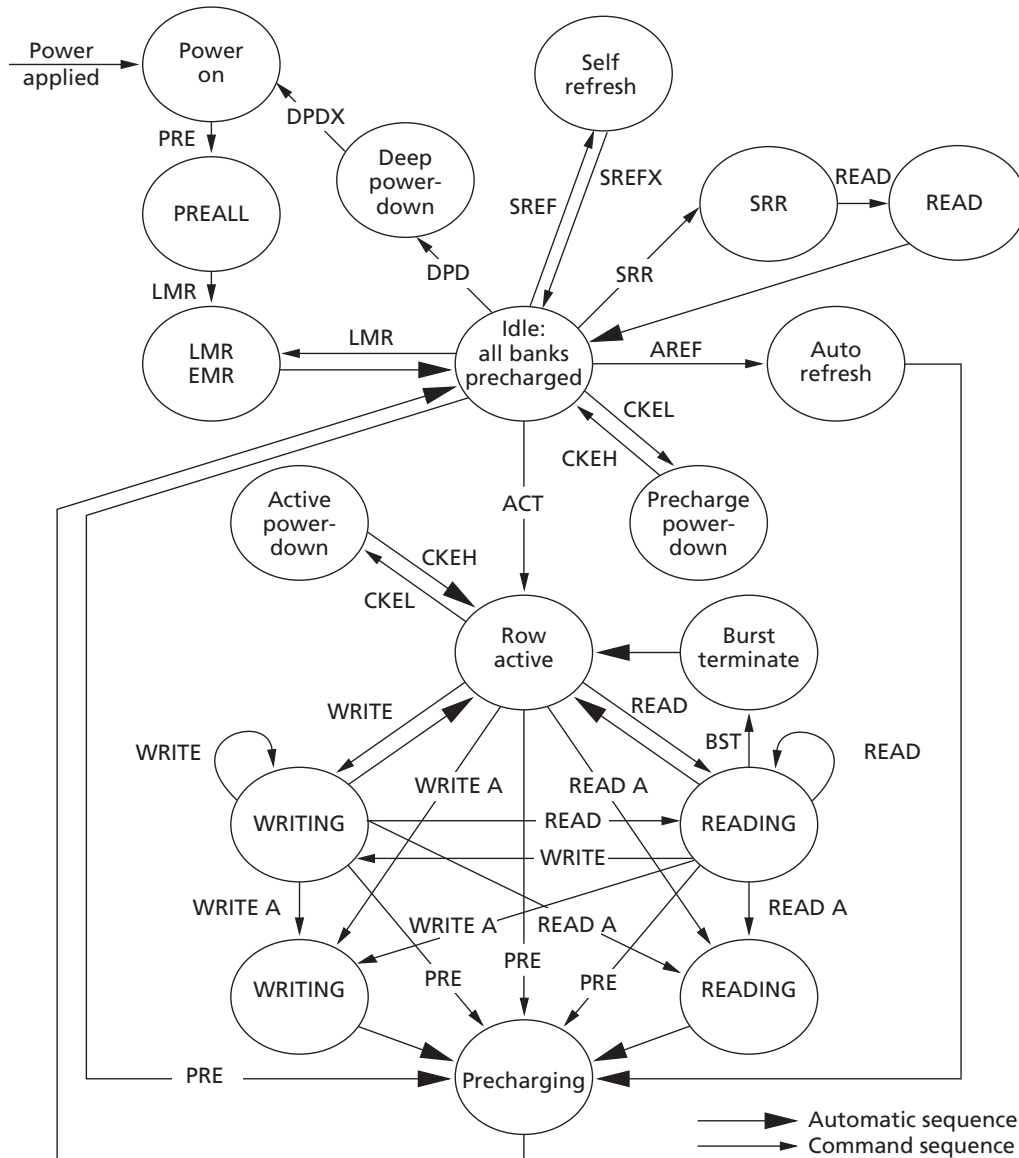 Power
applied
Power
on
Self
refresh
DPDX
PRE
Deep
power-
down
SREFX
READ
PREALL
SREF
SRR
READ
DPD
SRR
LMR
Idle:
all banks
precharged
LMR
LMR
EMR
AREF
Auto
refresh
CKEL
CKEH
Active
power-
down
ACT
Precharge
power-
down
CKEH
CKEL
Row
active
Burst
terminate
WRITE
READ
WRITE
BST
READ
WRITE A
READ A
WRITING
READ
READING
WRITE
WRITE A
WRITE A
READ A
READ A
PRE
PRE
PRE
WRITING
READING
PRE
Precharging
Automatic sequence
Command sequence